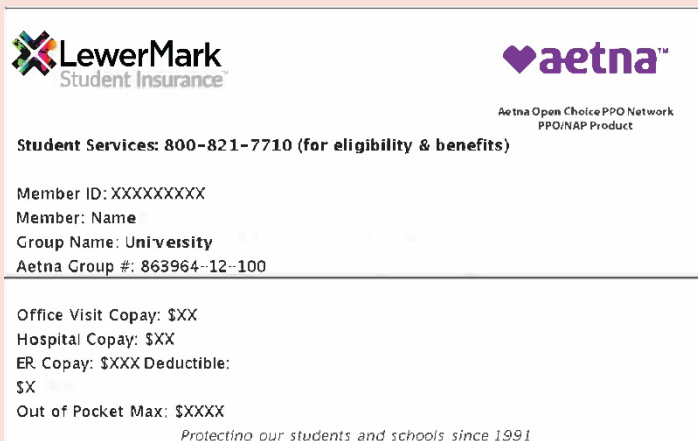 LewerMark
Student Insurance™
aetna™
Aetna Open Choice PPO Network
PPO/NAP Product
Student Services: 800-821-7710 (for eligibility & benefits)
Member ID: XXXXXXXXX
Member: Name
Group Name: University
Aetna Group #: 863964-12-100
Office Visit Copay: $XX
Hospital Copay: $XX
ER Copay: $XXX Deductible:
$X
Out of Pocket Max: $XXXX
Protecting our students and schools since 1991